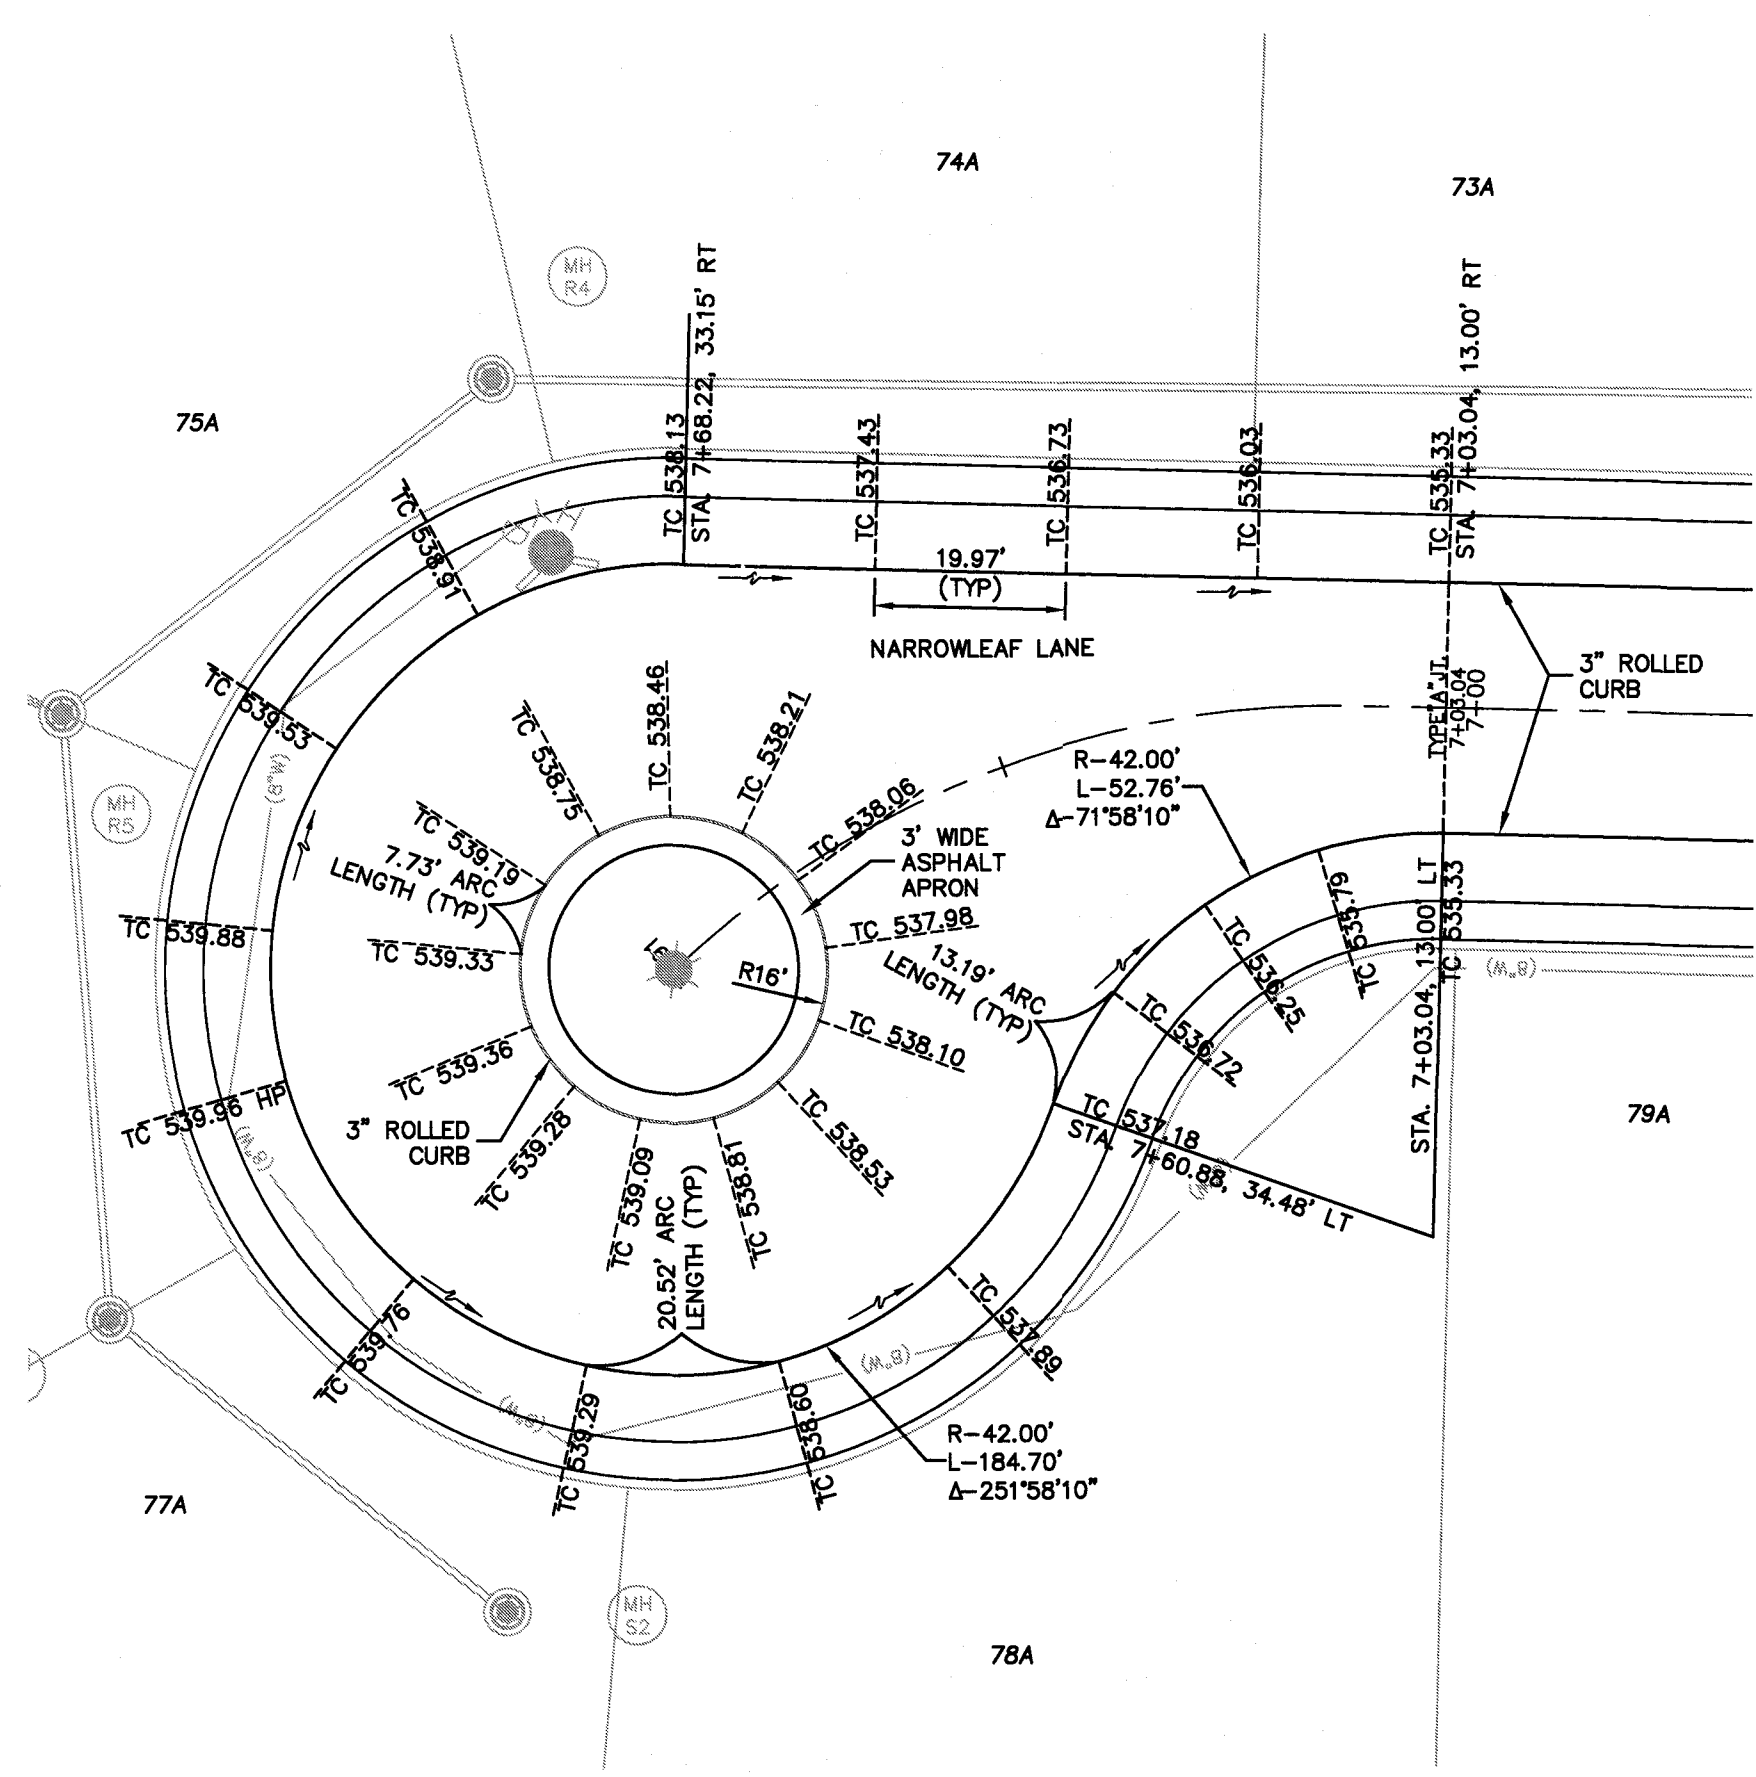 74A
73A
MH
R4
75A
STA. 7+68.22, 33.15' RT
TC 538.13
TC 537.43
TC 536.73
TC 536.03
TC 535.33
STA. 7+03.04, 13.00' RT
TC 538.91
19.97'
(TYP)
NARROWLEAF LANE
3" ROLLED
CURB
TYPE "A" JT.
7+03.04
7+00
TC 539.53
TC 538.75
TC 538.46
TC 538.21
TC 538.06
(8"W)
MH
R5
TC 539.19
7.73' ARC
LENGTH (TYP)
R-42.00'
L-52.76'
Δ-71°58'10"
3' WIDE
ASPHALT
APRON
TC 539.88
TC 539.33
TC 537.98
13.19' ARC
LENGTH (TYP)
R16'
TC 538.10
TC 535.79
TC 536.25
TC 536.72
TC 535.33
STA. 7+03.04, 13.00' LT
(8"W)
TC 539.96 HP
TC 539.36
3" ROLLED
CURB
TC 539.28
TC 539.09
TC 538.81
TC 538.53
TC 537.18
STA. 7+60.88, 34.48' LT
79A
(8"W)
20.52' ARC
LENGTH (TYP)
TC 539.76
TC 537.89
(8"W)
(8"W)
TC 539.29
TC 538.60
R-42.00'
L-184.70'
Δ-251°58'10"
77A
MH
S2
78A